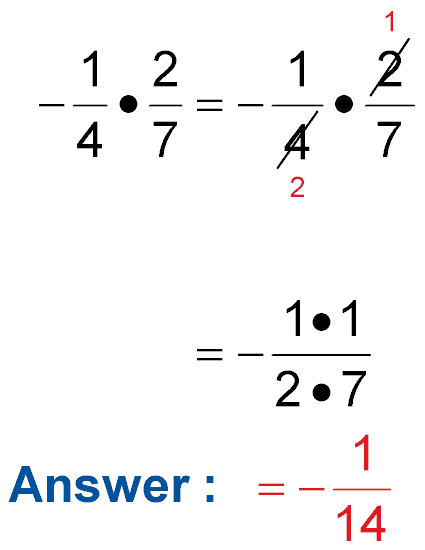 -1/4 • 2/7 = -1/4 • 2/7
1
2
= -1•1/2•7
Answer : = -1/14